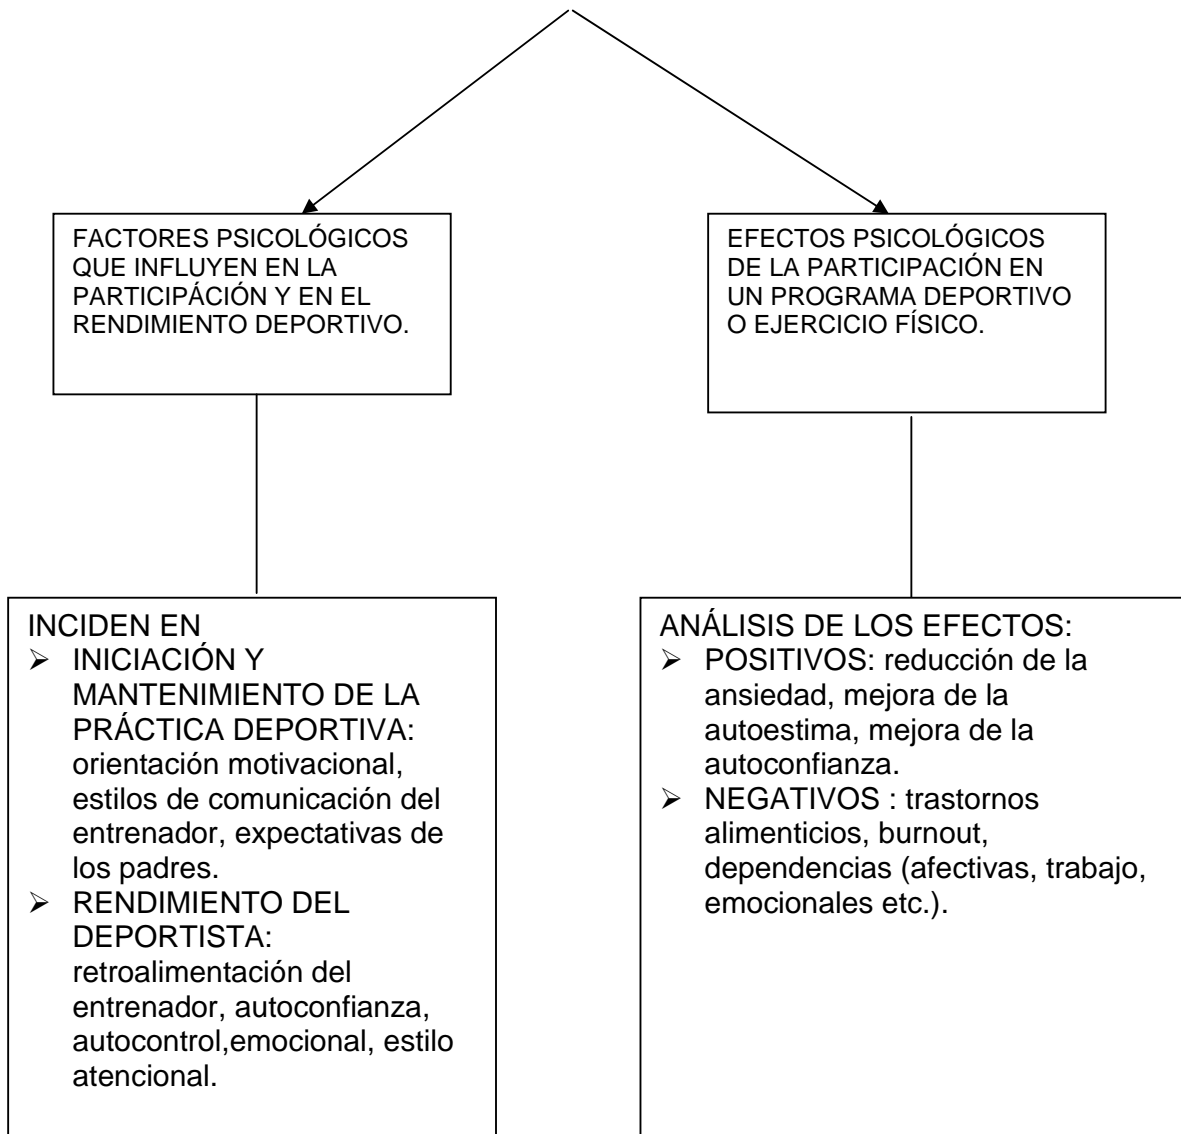 FACTORES PSICOLÓGICOS
QUE INFLUYEN EN LA
PARTICIPÁCIÓN Y EN EL
RENDIMIENTO DEPORTIVO.
EFECTOS PSICOLÓGICOS
DE LA PARTICIPACIÓN EN
UN PROGRAMA DEPORTIVO
O EJERCICIO FÍSICO.
INCIDEN EN
➢ INICIACIÓN Y
MANTENIMIENTO DE LA
PRÁCTICA DEPORTIVA:
orientación motivacional,
estilos de comunicación del
entrenador, expectativas de
los padres.
➢ RENDIMIENTO DEL
DEPORTISTA:
retroalimentación del
entrenador, autoconfianza,
autocontrol,emocional, estilo
atencional.
ANÁLISIS DE LOS EFECTOS:
➢ POSITIVOS: reducción de la
ansiedad, mejora de la
autoestima, mejora de la
autoconfianza.
➢ NEGATIVOS : trastornos
alimenticios, burnout,
dependencias (afectivas, trabajo,
emocionales etc.).